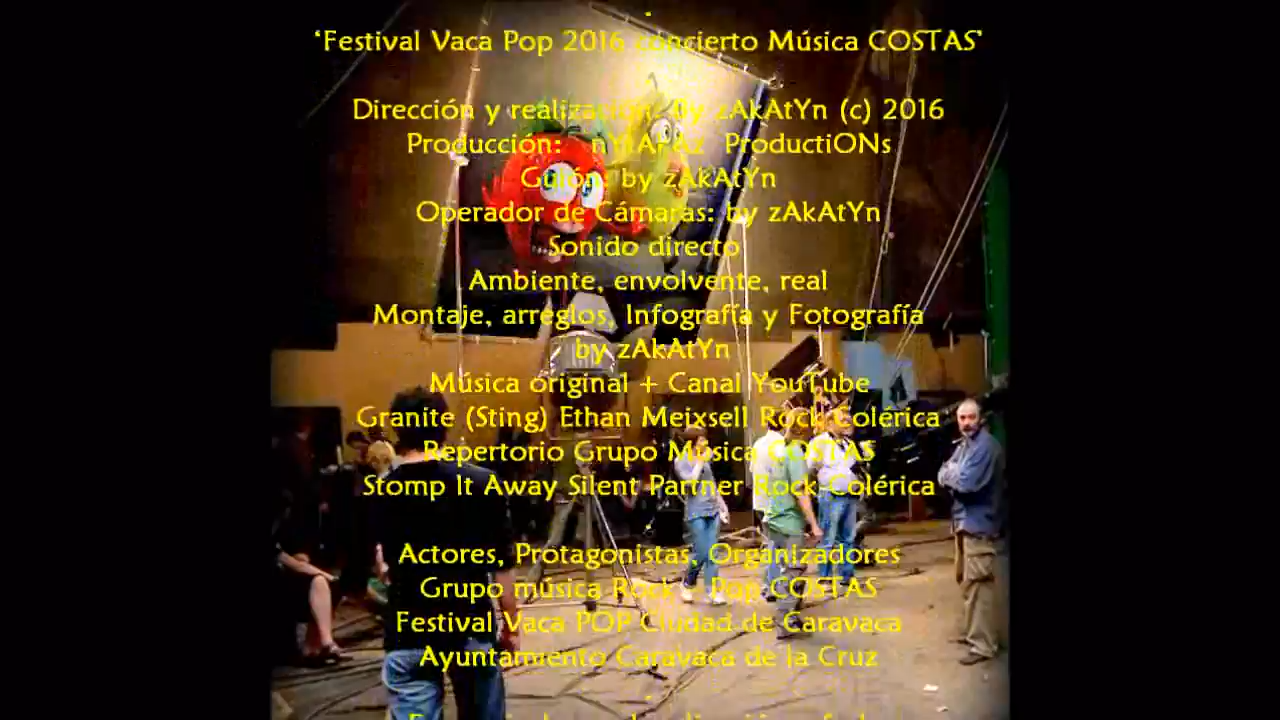 ‘Festival Vaca Pop 2016 concierto Música COSTAS’
Dirección y realización: By zAkAtYn (c) 2016
Producción: ProductiONs
Guión: by zAkAtYn
Operador de Cámaras: by zAkAtYn
Sonido directo
Ambiente, envolvente, real
Montaje, arreglos, Infografía y Fotografía
by zAkAtYn
Música original + Canal YouTube
Granite (Sting) Ethan Meixsell Rock-Colérica
Repertorio Grupo Música COSTAS
Stomp It Away Silent Partner Rock-Colérica
Actores, Protagonistas, Organizadores
Grupo música Rock - Pop COSTAS
Festival Vaca POP Ciudad de Caravaca
Ayuntamiento Caravaca de la Cruz